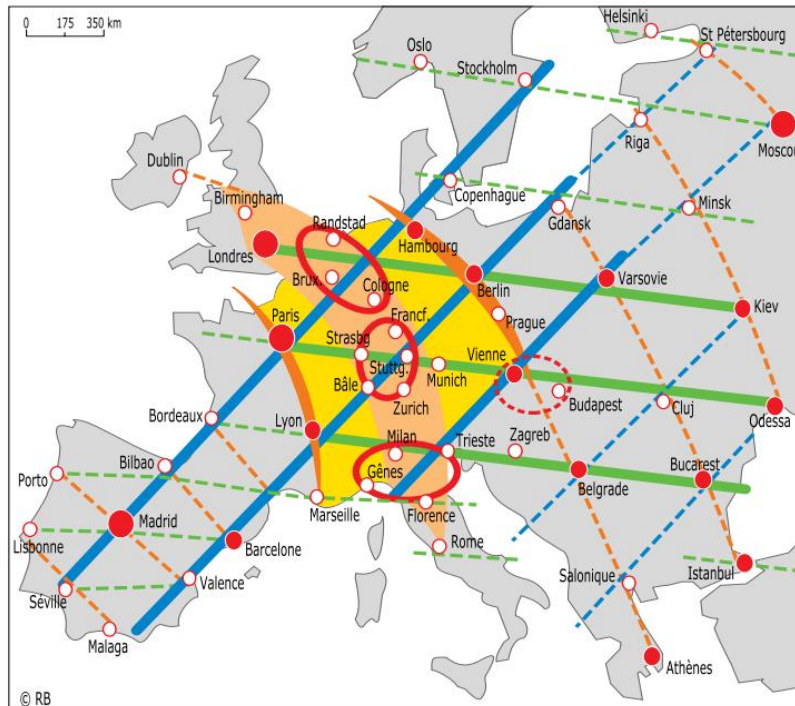 0 175 350 km
Helsinki
St Pétersbourg
Oslo
Stockholm
Moscou
Riga
Dublin
Birmingham
Copenhague
Minsk
Gdansk
Randstad
Londres
Hambourg
Brux.
Cologne
Berlin
Varsovie
Kiev
Paris
Francf.
Prague
Strasbg
Stuttg.
Vienne
Munich
Bâle
Zurich
Budapest
Cluj
Odessa
Bordeaux
Lyon
Milan
Trieste
Zagreb
Bilbao
Gênes
Bucarest
Porto
Belgrade
Marseille
Florence
Madrid
Lisbonne
Barcelone
Rome
Istanbul
Séville
Valence
Salonique
Malaga
Athènes
© RB